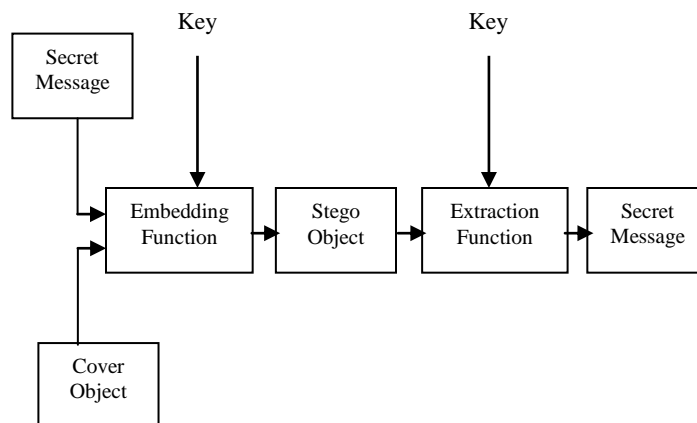 Key
Key
Secret
Message
Embedding
Function
Stego
Object
Extraction
Function
Secret
Message
Cover
Object